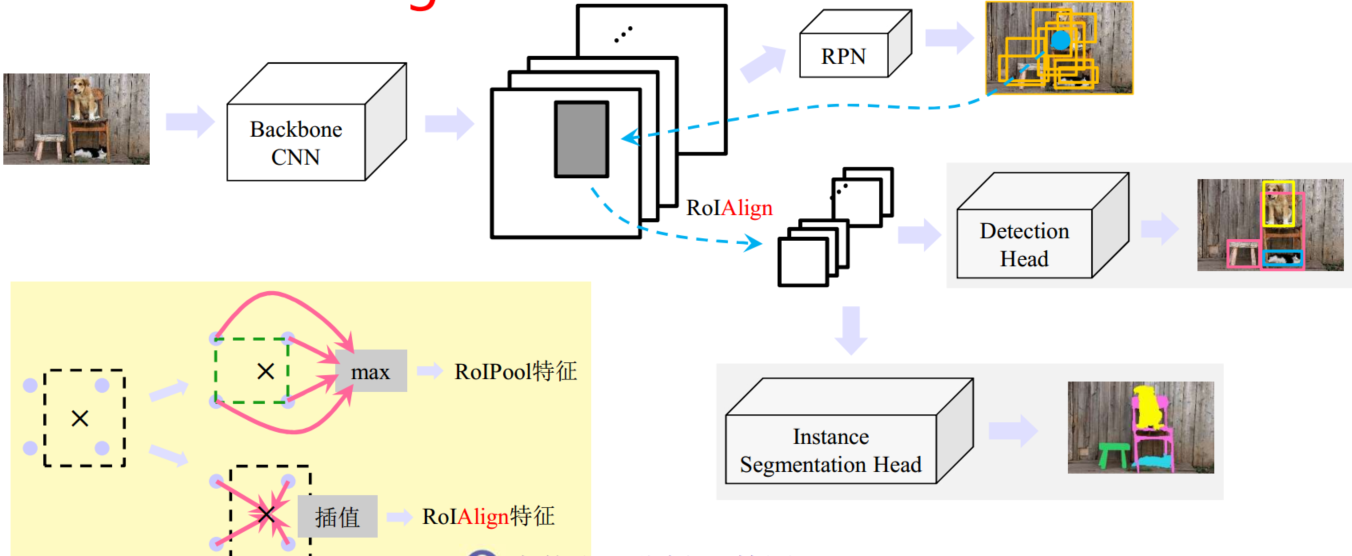 RPN
Backbone
CNN
RoIAlign
Detection
Head
max
RoIPool特征
Instance
Segmentation Head
插值
RoIAlign特征